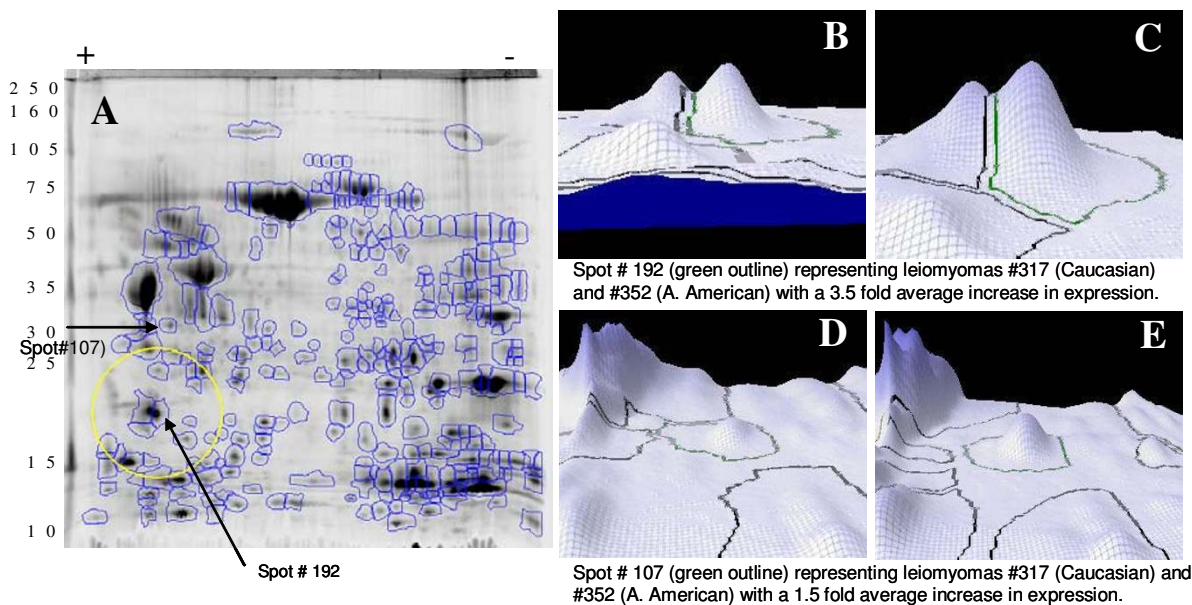 + -
A
250
160
105
75
50
35
30
Spot#107)
25
15
10
Spot # 192
B
C
Spot # 192 (green outline) representing leiomyomas #317 (Caucasian)
and #352 (A. American) with a 3.5 fold average increase in expression.
D
E
Spot # 107 (green outline) representing leiomyomas #317 (Caucasian) and
#352 (A. American) with a 1.5 fold average increase in expression.